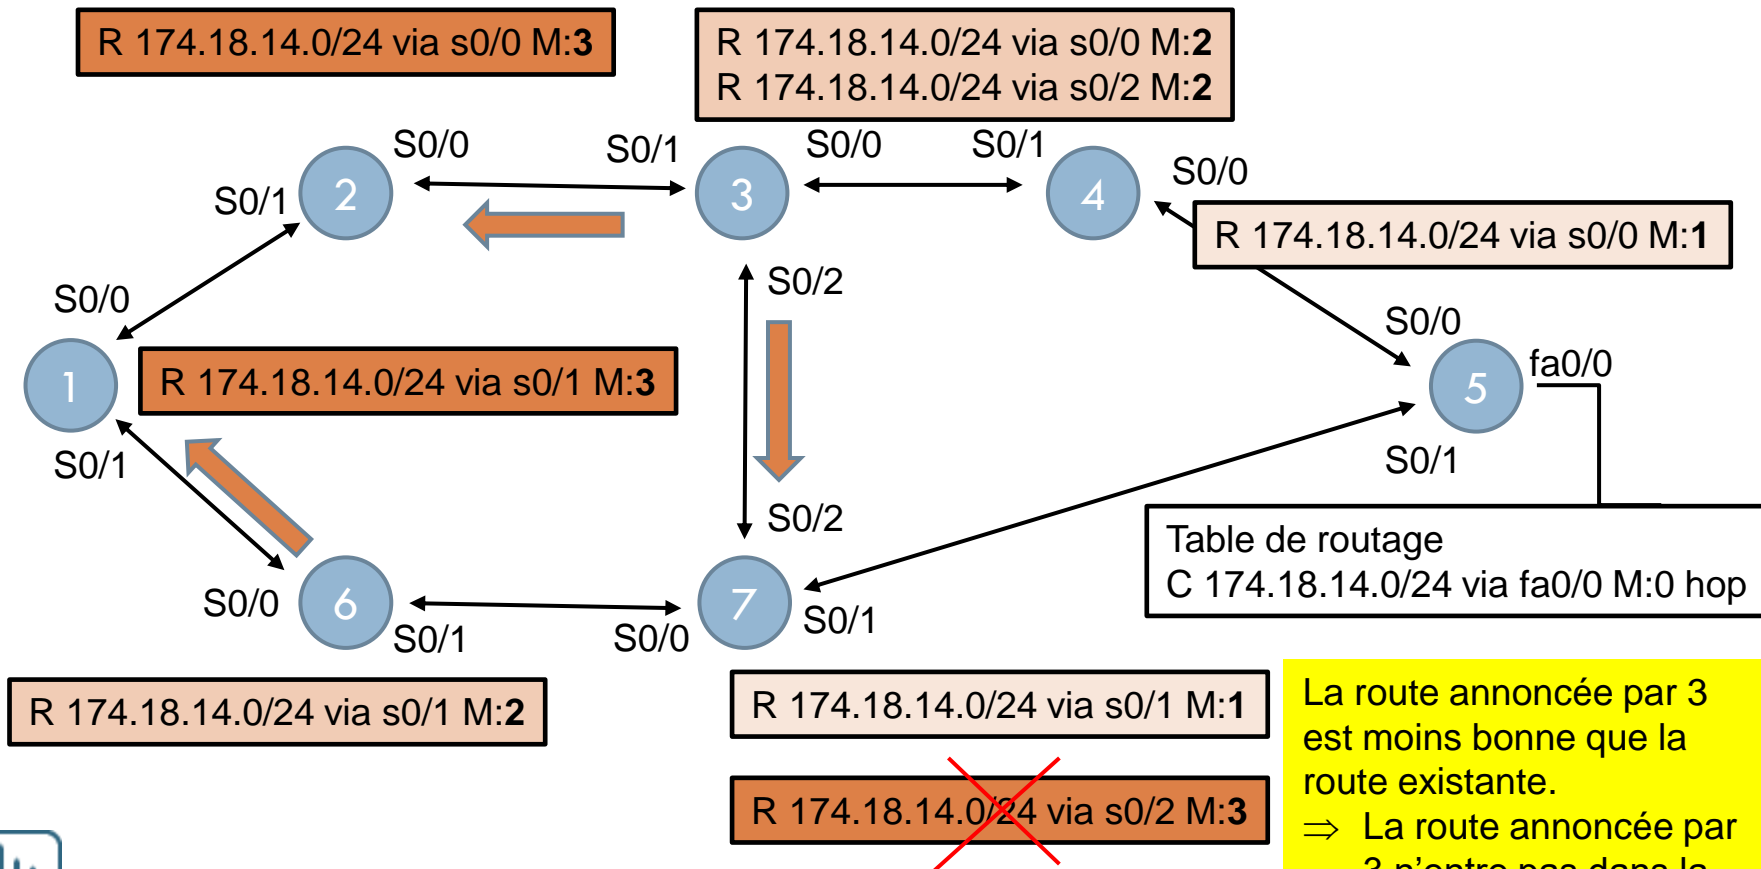 R 174.18.14.0/24 via s0/0 M:3
R 174.18.14.0/24 via s0/0 M:2
R 174.18.14.0/24 via s0/2 M:2
S0/0
S0/1
S0/0
S0/1
S0/0
S0/1
2
3
4
R 174.18.14.0/24 via s0/0 M:1
S0/2
S0/0
S0/0
fa0/0
1
R 174.18.14.0/24 via s0/1 M:3
5
S0/1
S0/1
S0/2
Table de routage
C 174.18.14.0/24 via fa0/0 M:0 hop
S0/0
6
S0/1
S0/0
7
S0/1
R 174.18.14.0/24 via s0/1 M:2
R 174.18.14.0/24 via s0/1 M:1
R 174.18.14.0/24 via s0/2 M:3
La route annoncée par 3
est moins bonne que la
route existante.
⇒ La route annoncée par
3 n'entre pas dans la